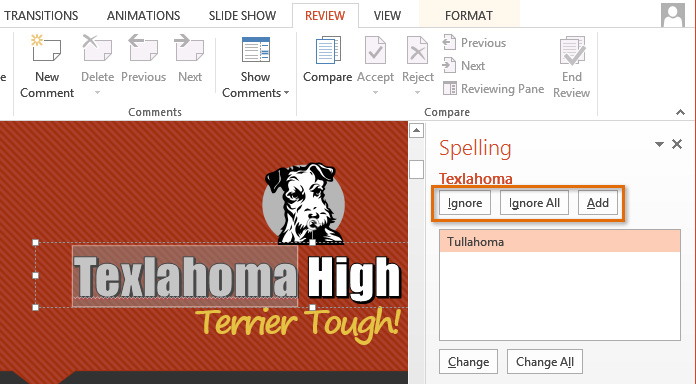 TRANSITIONS ANIMATIONS SLIDE SHOW REVIEW VIEW FORMAT
New Comment
Delete
Previous
Next
Show Comments
Comments
Compare
Accept
Reject
Previous
Next
Reviewing Pane
End Review
Compare
Spelling
Texlahoma
Ignore Ignore All Add
Tullahoma
Change Change All
Texlahoma High
Terrier Tough!